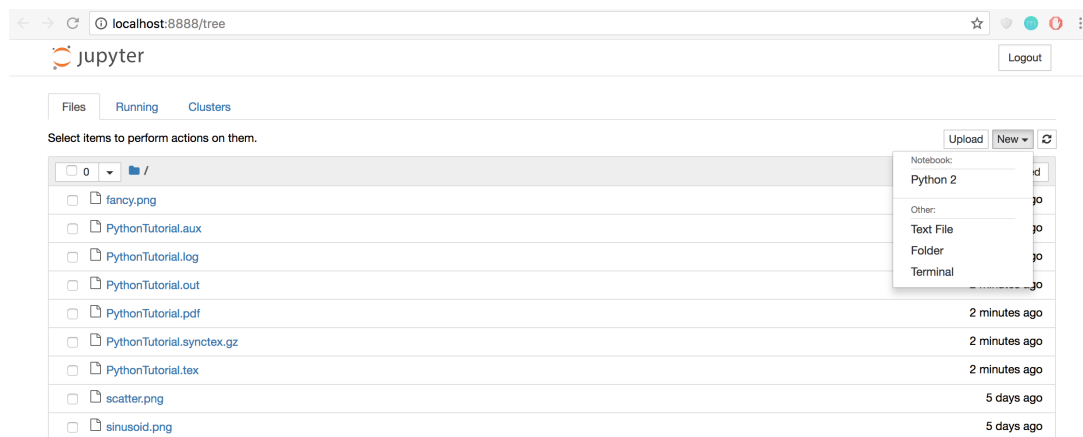 localhost:8888/tree
jupyter
Logout
Files Running Clusters
Select items to perform actions on them.
Upload New
0 /
Notebook:
Python 2
Other:
Text File
Folder
Terminal
fancy.png
PythonTutorial.aux
PythonTutorial.log
PythonTutorial.out
PythonTutorial.pdf 2 minutes ago
PythonTutorial.synctex.gz 2 minutes ago
PythonTutorial.tex 2 minutes ago
scatter.png 5 days ago
sinusoid.png 5 days ago